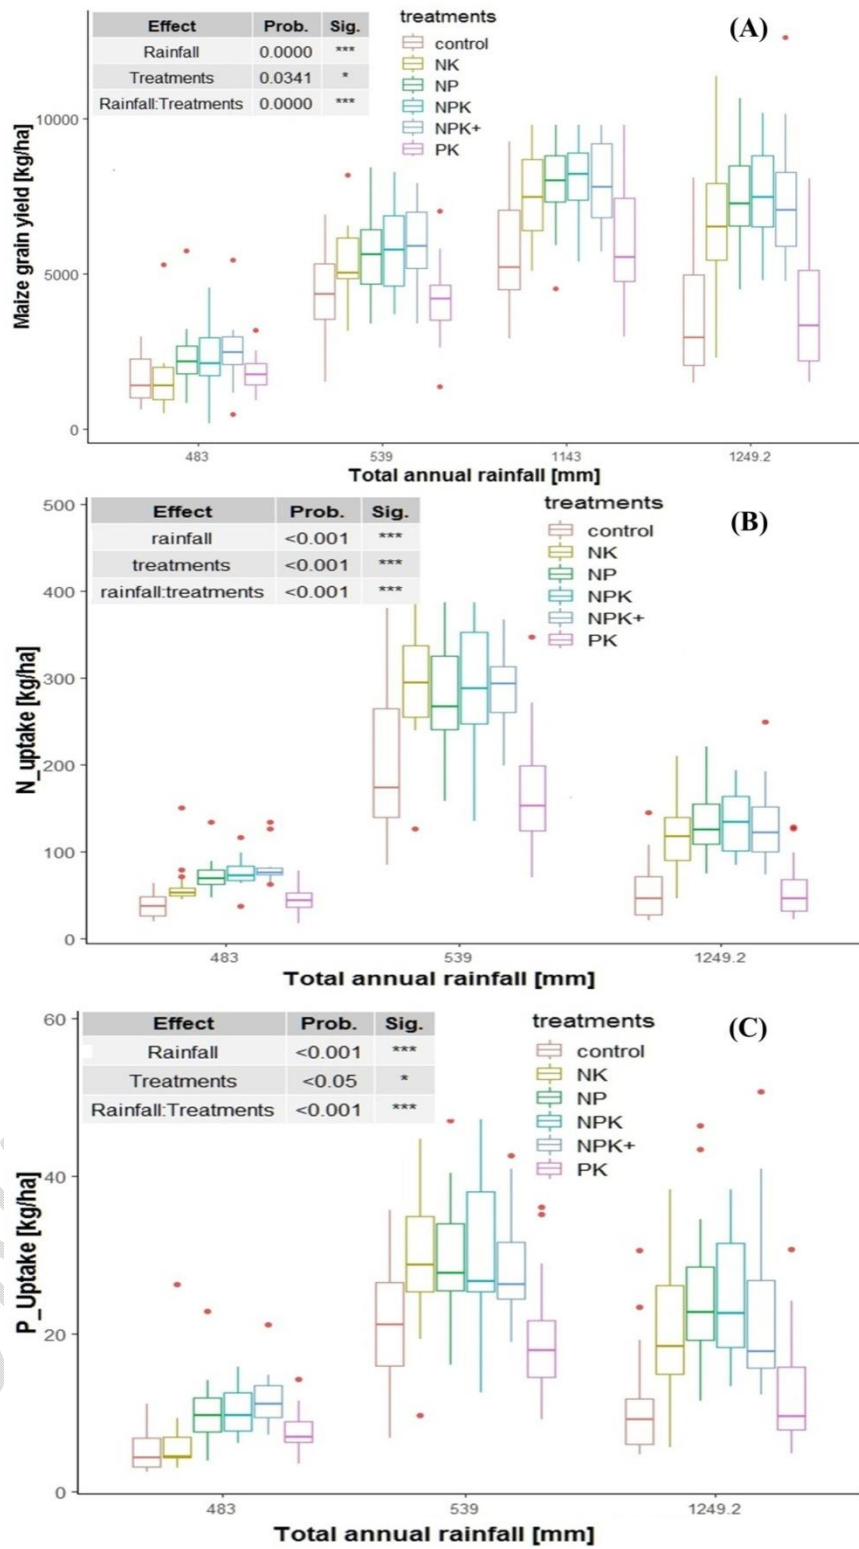 (A)
Effect Prob. Sig.
Rainfall 0.0000 ***
Treatments 0.0341 *
Rainfall:Treatments 0.0000 ***
treatments
control
NK
NP
NPK
NPK+
PK
Maize grain yield [kg/ha]
10000
5000
0
483 539 1143 1249.2
Total annual rainfall [mm]
(B)
Effect Prob. Sig.
rainfall <0.001 ***
treatments <0.001 ***
rainfall:treatments <0.001 ***
treatments
control
NK
NP
NPK
NPK+
PK
N_uptake [kg/ha]
500
400
300
200
100
0
483 539 1249.2
Total annual rainfall [mm]
(C)
Effect Prob. Sig.
Rainfall <0.001 ***
Treatments <0.05 *
Rainfall:Treatments <0.001 ***
treatments
control
NK
NP
NPK
NPK+
PK
P_Uptake [kg/ha]
60
40
20
0
483 539 1249.2
Total annual rainfall [mm]